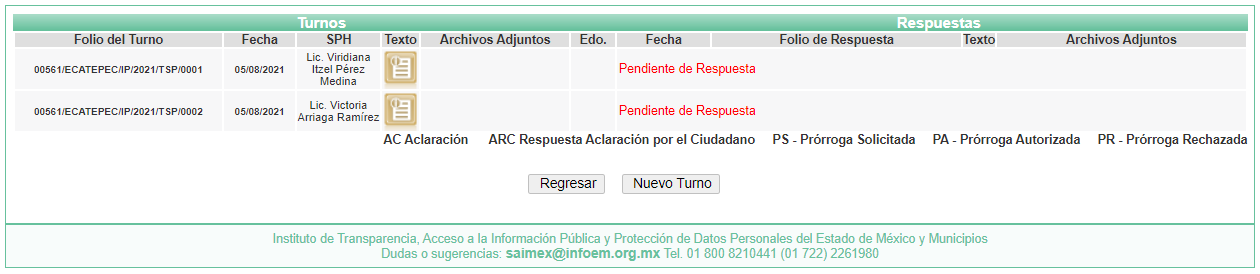 Turnos Respuestas
Folio del Turno Fecha SPH Texto Archivos Adjuntos Edo. Fecha Folio de Respuesta Texto Archivos Adjuntos
00561/ECATEPEC/IP/2021/TSP/0001 05/08/2021 Lic. Viridiana
Itzel Pérez
Medina
Pendiente de Respuesta
00561/ECATEPEC/IP/2021/TSP/0002 05/08/2021 Lic. Victoria
Arriaga Ramírez
Pendiente de Respuesta
AC Aclaración ARC Respuesta Aclaración por el Ciudadano PS - Prórroga Solicitada PA - Prórroga Autorizada PR - Prórroga Rechazada
Regresar Nuevo Turno
Instituto de Transparencia, Acceso a la Información Pública y Protección de Datos Personales del Estado de México y Municipios
Dudas o sugerencias: saimex@infoem.org.mx Tel. 01 800 8210441 (01 722) 2261980